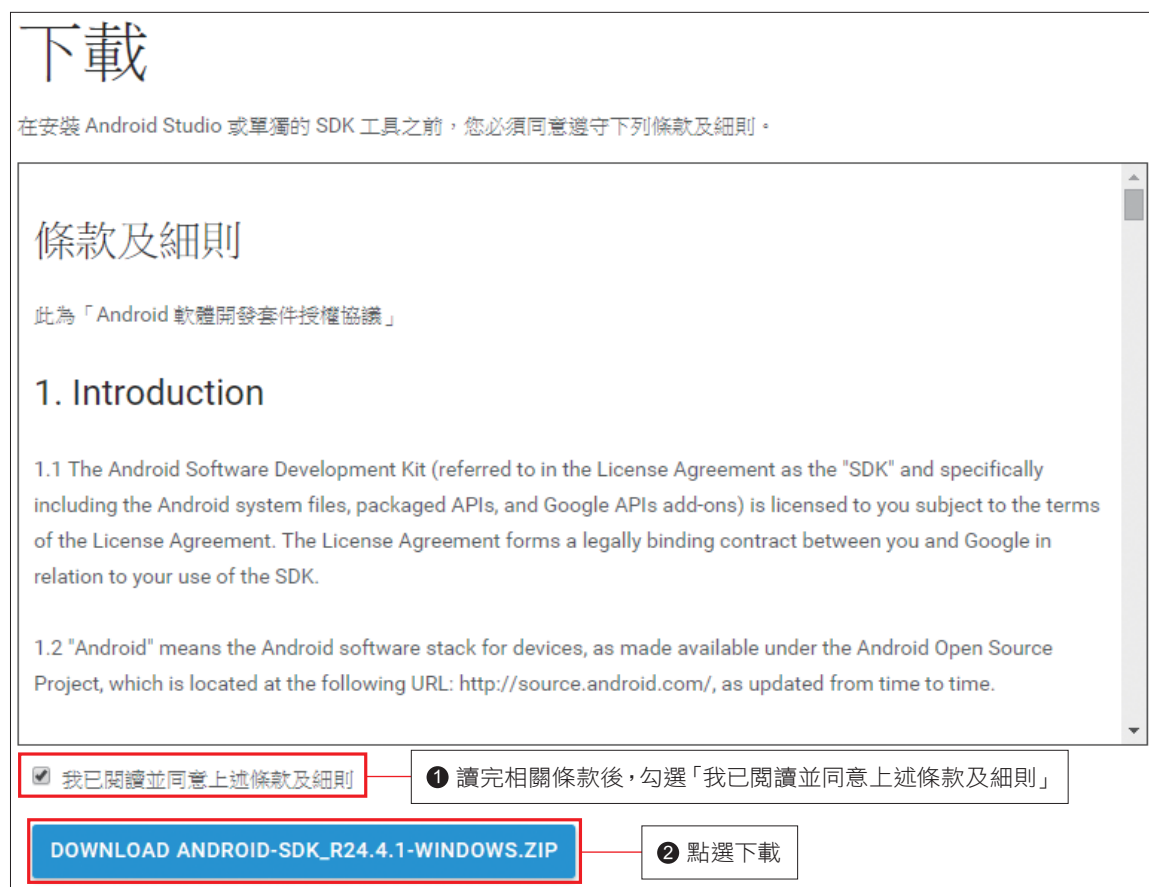 下載
在安裝 Android Studio 或單獨的 SDK 工具之前，您必須同意遵守下列條款及細則。
條款及細則
此為「Android 軟體開發套件授權協議」
1. Introduction
1.1 The Android Software Development Kit (referred to in the License Agreement as the "SDK" and specifically
including the Android system files, packaged APIs, and Google APIs add-ons) is licensed to you subject to the terms
of the License Agreement. The License Agreement forms a legally binding contract between you and Google in
relation to your use of the SDK.
1.2 "Android" means the Android software stack for devices, as made available under the Android Open Source
Project, which is located at the following URL: http://source.android.com/, as updated from time to time.
我已閱讀並同意上述條款及細則
❶ 讀完相關條款後，勾選「我已閱讀並同意上述條款及細則」
DOWNLOAD ANDROID-SDK_R24.4.1-WINDOWS.ZIP
❷ 點選下載